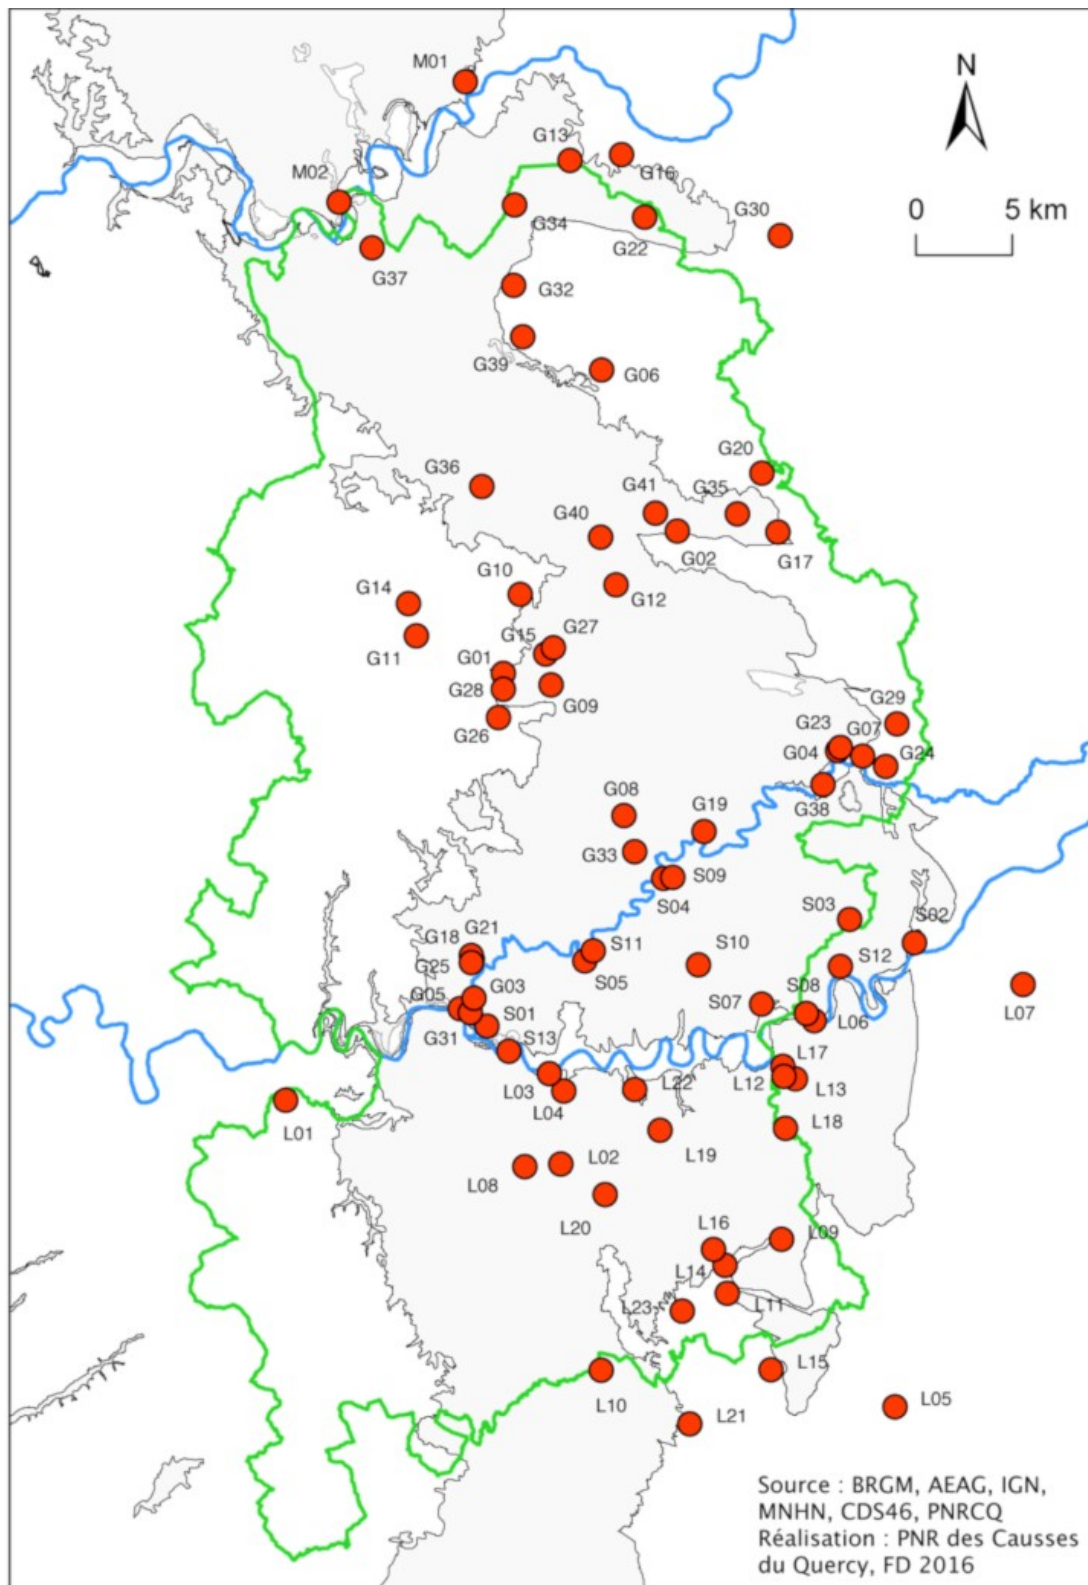 M01
N
G13
G16
M02
G30
0 5 km
G34
G22
G37
G32
G39
G06
G20
G36
G41
G35
G40
G02
G17
G10
G14
G12
G27
G15
G11
G01
G28
G09
G26
G29
G23
G07
G04
G24
G38
G08
G19
G33
S09
S04
S03
S02
G21
G18
S11
S10
S12
G25
S05
G03
S08
G05
S07
S01
L06
L07
G31
S13
L17
L03
L22
L12
L13
L04
L18
L01
L19
L02
L08
L20
L16
L09
L14
L23
L11
L15
L10
L05
L21
Source : BRGM, AEAG, IGN,
MNHN, CDS46, PNRCQ
Réalisation : PNR des Causses
du Quercy, FD 2016